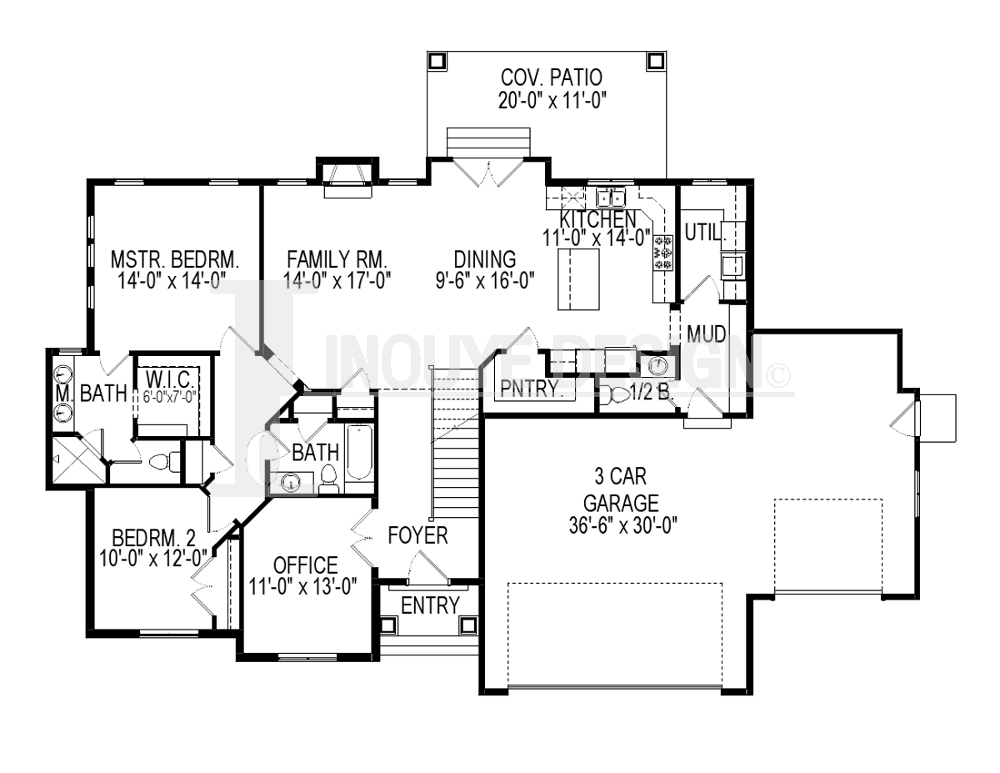 COV. PATIO
20'-0" x 11'-0"
KITCHEN
11'-0" x 14'-0"
UTIL.
MSTR. BEDRM.
14'-0" x 14'-0"
FAMILY RM.
14'-0" x 17'-0"
DINING
9'-6" x 16'-0"
MUD
INOUYE DESIGN©
W.I.C.
6'-0"x7'-0"
M. BATH
PNTRY.
1/2 B.
BATH
3 CAR
GARAGE
36'-6" x 30'-0"
BEDRM. 2
10'-0" x 12'-0"
FOYER
OFFICE
11'-0" x 13'-0"
ENTRY